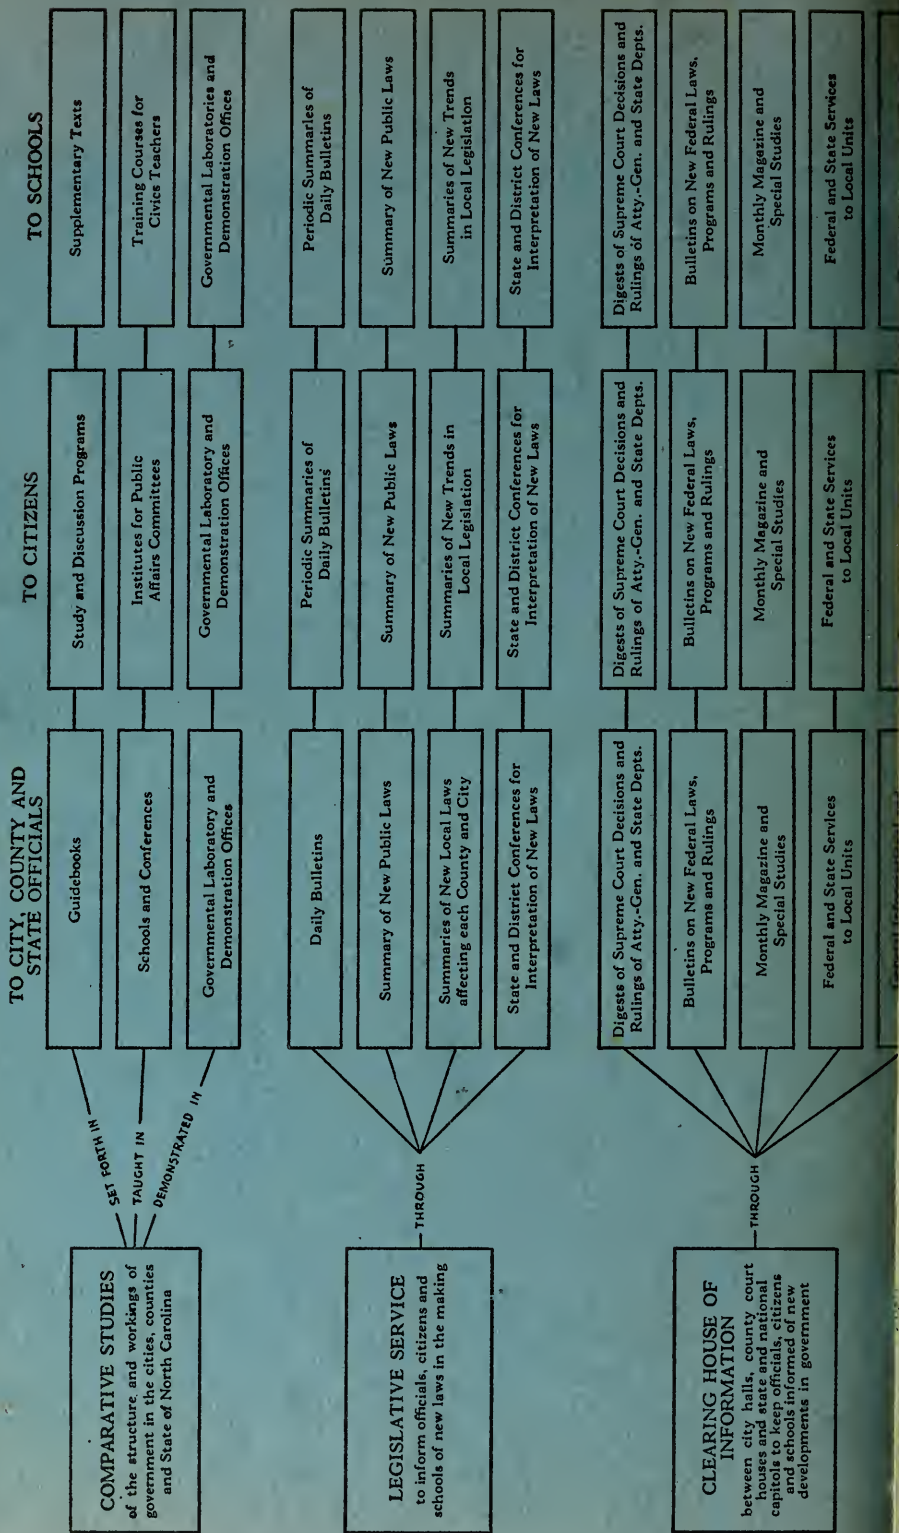 TO CITY, COUNTY AND
STATE OFFICIALS
TO CITIZENS
TO SCHOOLS
COMPARATIVE STUDIES
of the structure and workings of
government in the cities, counties
and State of North Carolina
SET FORTH IN
TAUGHT IN
DEMONSTRATED IN
Guidebooks
Study and Discussion Programs
Supplementary Texts
Schools and Conferences
Institutes for Public
Affairs Committees
Training Courses for
Civics Teachers
Governmental Laboratory and
Demonstration Offices
Governmental Laboratory and
Demonstration Offices
Governmental Laboratories and
Demonstration Offices
LEGISLATIVE SERVICE
to inform officials, citizens and
schools of new laws in the making
THROUGH
Daily Bulletins
Periodic Summaries of
Daily Bulletins
Periodic Summaries of
Daily Bulletins
Summary of New Public Laws
Summary of New Public Laws
Summary of New Public Laws
Summaries of New Local Laws
affecting each County and City
Summaries of New Trends in
Local Legislation
Summaries of New Trends
in Local Legislation
State and District Conferences for
Interpretation of New Laws
State and District Conferences for
Interpretation of New Laws
State and District Conferences for
Interpretation of New Laws
CLEARING HOUSE OF
INFORMATION
between city halls, county court
houses and state and national
capitols to keep officials, citizens
and schools informed of new
developments in government
THROUGH
Digests of Supreme Court Decisions and
Rulings of Atty.-Gen. and State Depts.
Digests of Supreme Court Decisions and
Rulings of Atty.-Gen. and State Depts.
Digests of Supreme Court Decisions and
Rulings of Atty.-Gen. and State Depts.
Bulletins on New Federal Laws,
Programs and Rulings
Bulletins on New Federal Laws,
Programs and Rulings
Bulletins on New Federal Laws,
Programs and Rulings
Monthly Magazine and
Special Studies
Monthly Magazine and
Special Studies
Monthly Magazine and
Special Studies
Federal and State Services
to Local Units
Federal and State Services
to Local Units
Federal and State Services
to Local Units